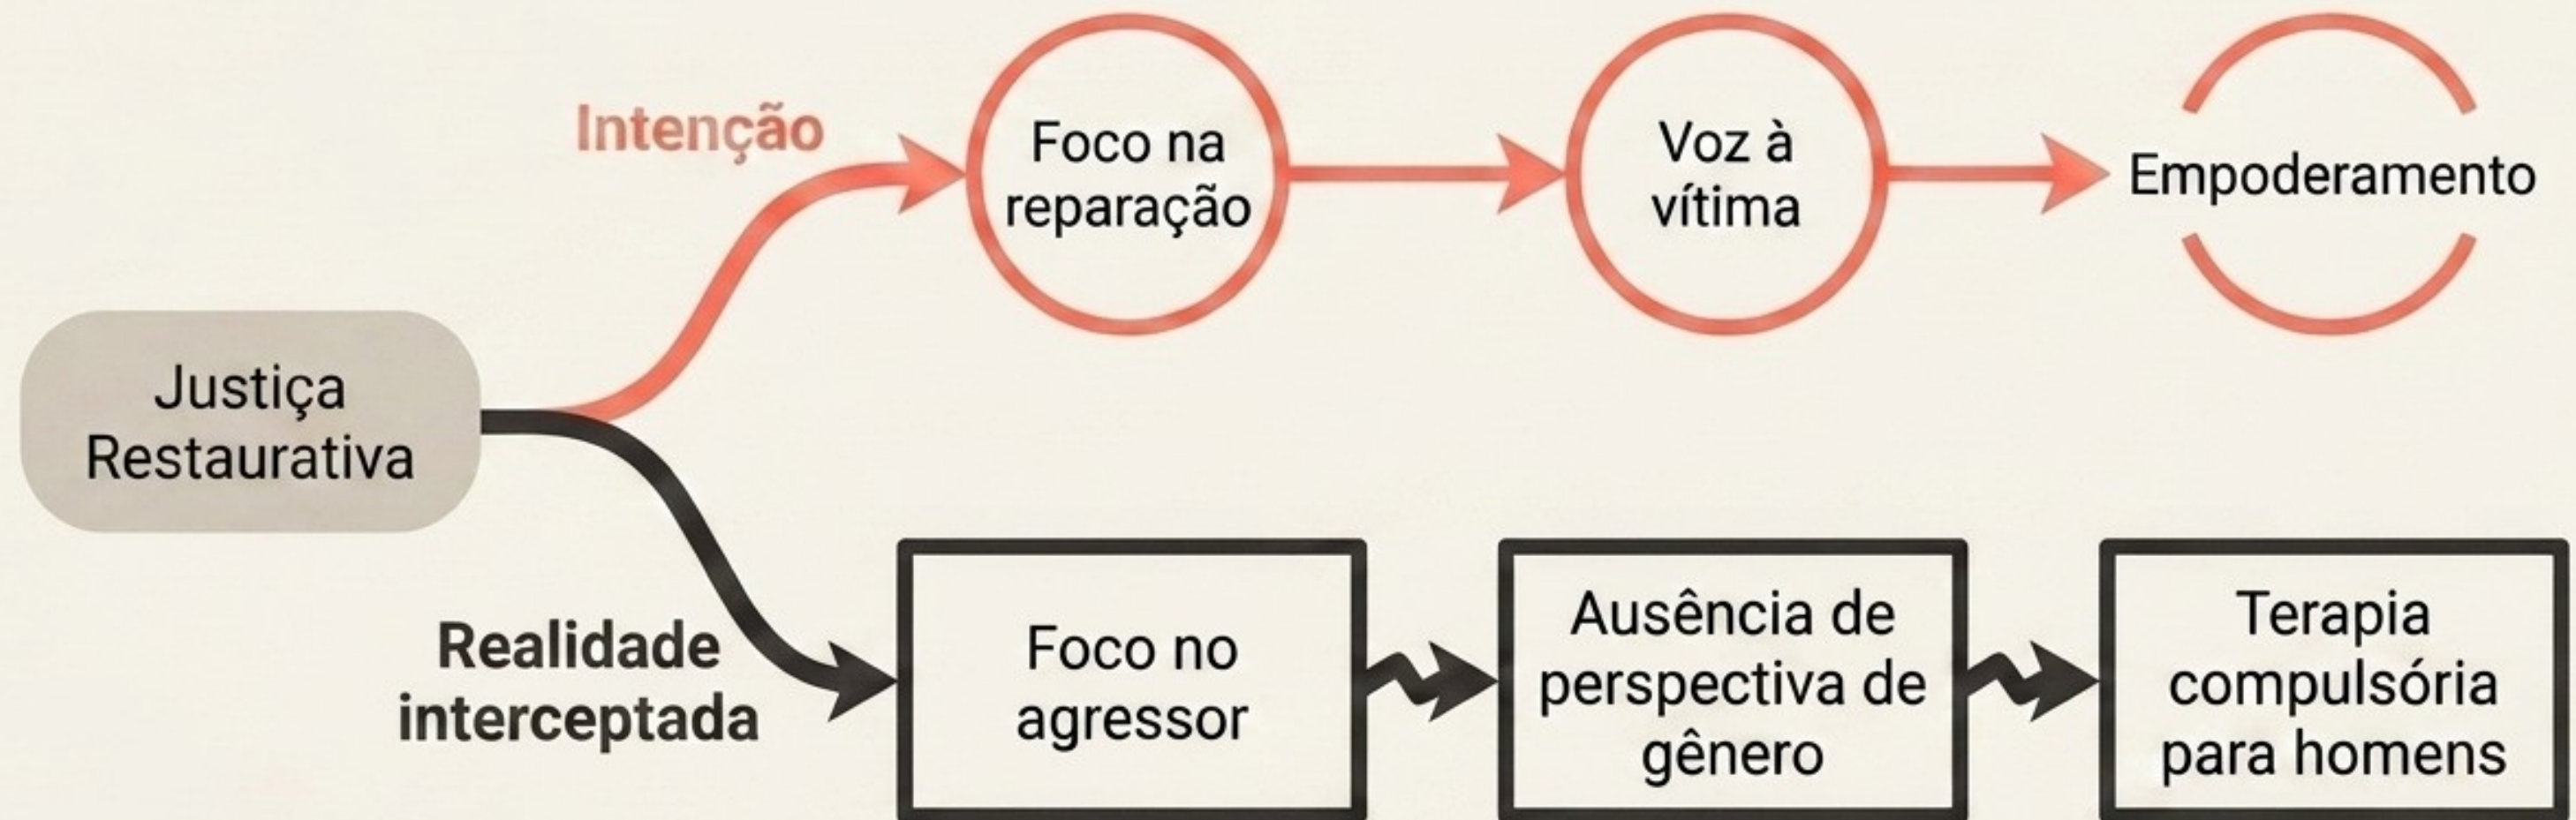 Intenção
Foco na
reparação
Voz à
vítima
Empoderamento
Justiça
Restaurativa
Realidade
interceptada
Foco no
agressor
Ausência de
perspectiva de
gênero
Terapia
compulsória
para homens